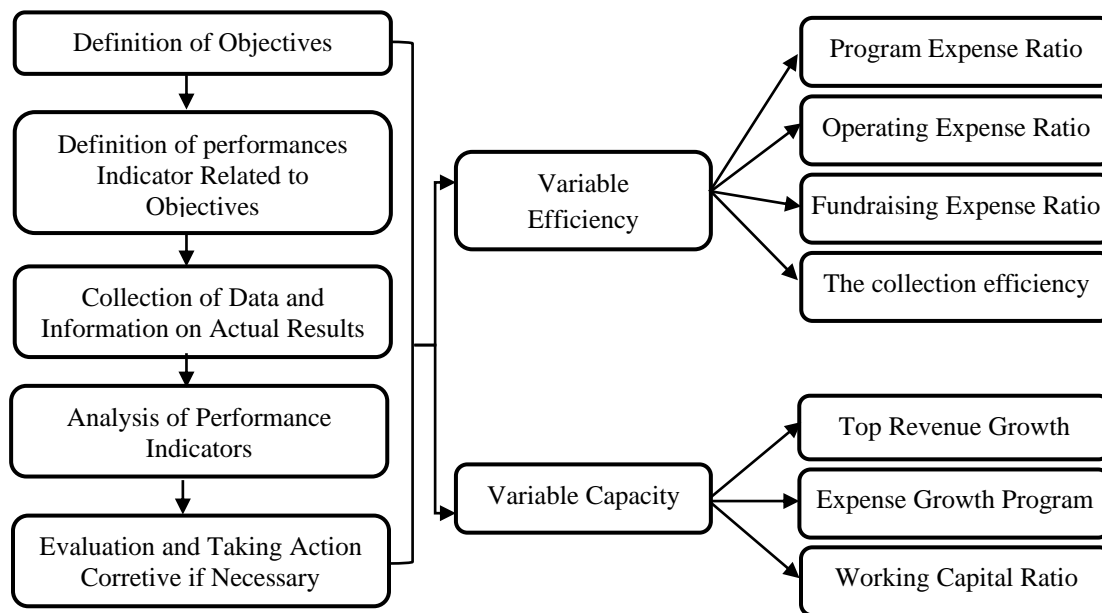 Definition of Objectives
Definition of performances
Indicator Related to
Objectives
Collection of Data and
Information on Actual Results
Analysis of Performance
Indicators
Evaluation and Taking Action
Corretive if Necessary
Variable
Efficiency
Variable Capacity
Program Expense Ratio
Operating Expense Ratio
Fundraising Expense Ratio
The collection efficiency
Top Revenue Growth
Expense Growth Program
Working Capital Ratio